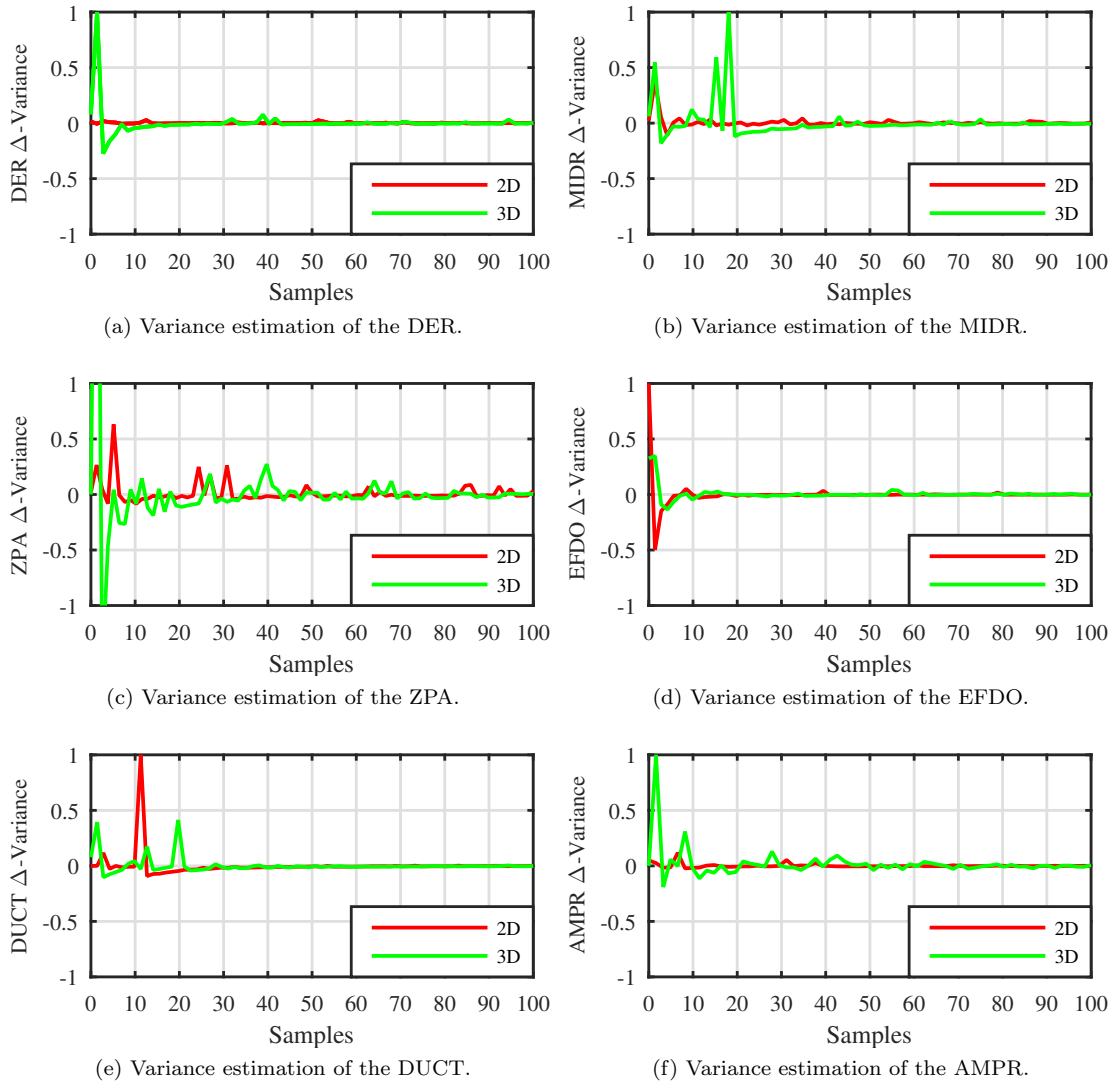 DER Δ-Variance
1
0.5
0
-0.5
-1
2D
3D
0 10 20 30 40 50 60 70 80 90 100
Samples
(a) Variance estimation of the DER.
MIDR Δ-Variance
1
0.5
0
-0.5
-1
2D
3D
0 10 20 30 40 50 60 70 80 90 100
Samples
(b) Variance estimation of the MIDR.
ZPA Δ-Variance
1
0.5
0
-0.5
-1
2D
3D
0 10 20 30 40 50 60 70 80 90 100
Samples
(c) Variance estimation of the ZPA.
EFDO Δ-Variance
1
0.5
0
-0.5
-1
2D
3D
0 10 20 30 40 50 60 70 80 90 100
Samples
(d) Variance estimation of the EFDO.
DUCT Δ-Variance
1
0.5
0
-0.5
-1
2D
3D
0 10 20 30 40 50 60 70 80 90 100
Samples
(e) Variance estimation of the DUCT.
AMPR Δ-Variance
1
0.5
0
-0.5
-1
2D
3D
0 10 20 30 40 50 60 70 80 90 100
Samples
(f) Variance estimation of the AMPR.